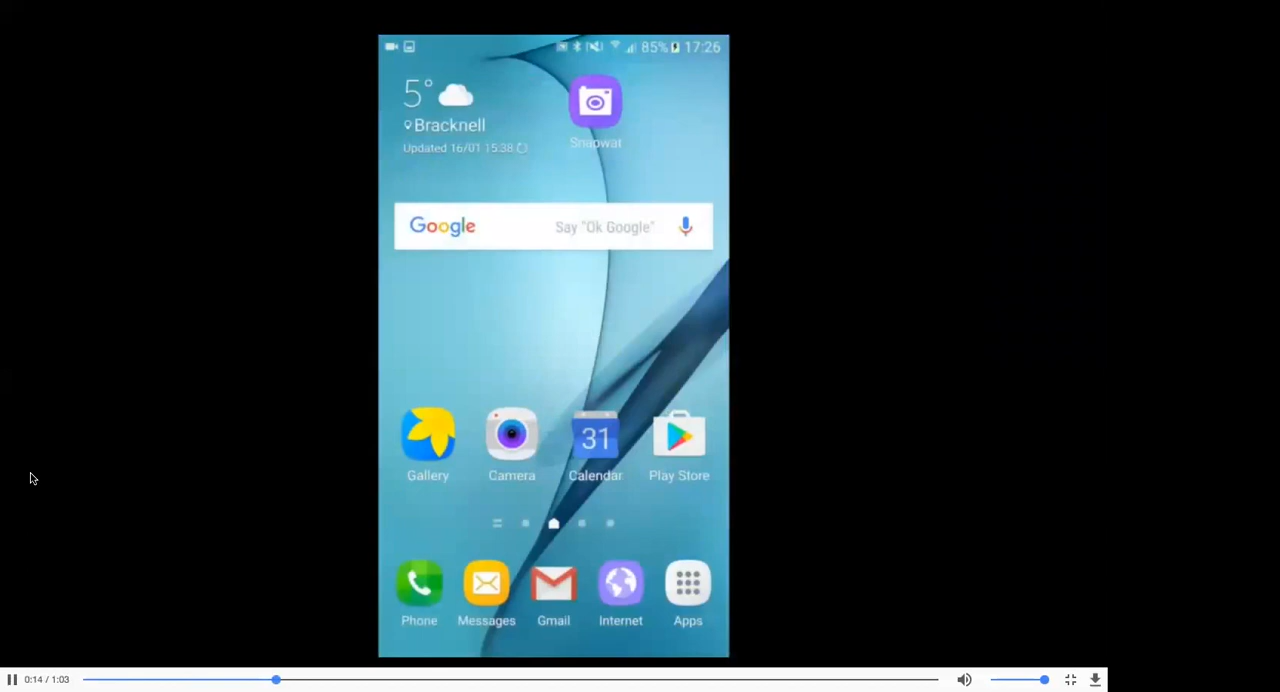 85% 17:26
5°
Bracknell
Updated 16/01 15:38
Snapwat
Google Say "Ok Google"
31
Gallery Camera Calendar Play Store
Phone Messages Gmail Internet Apps
0:14 / 1:03